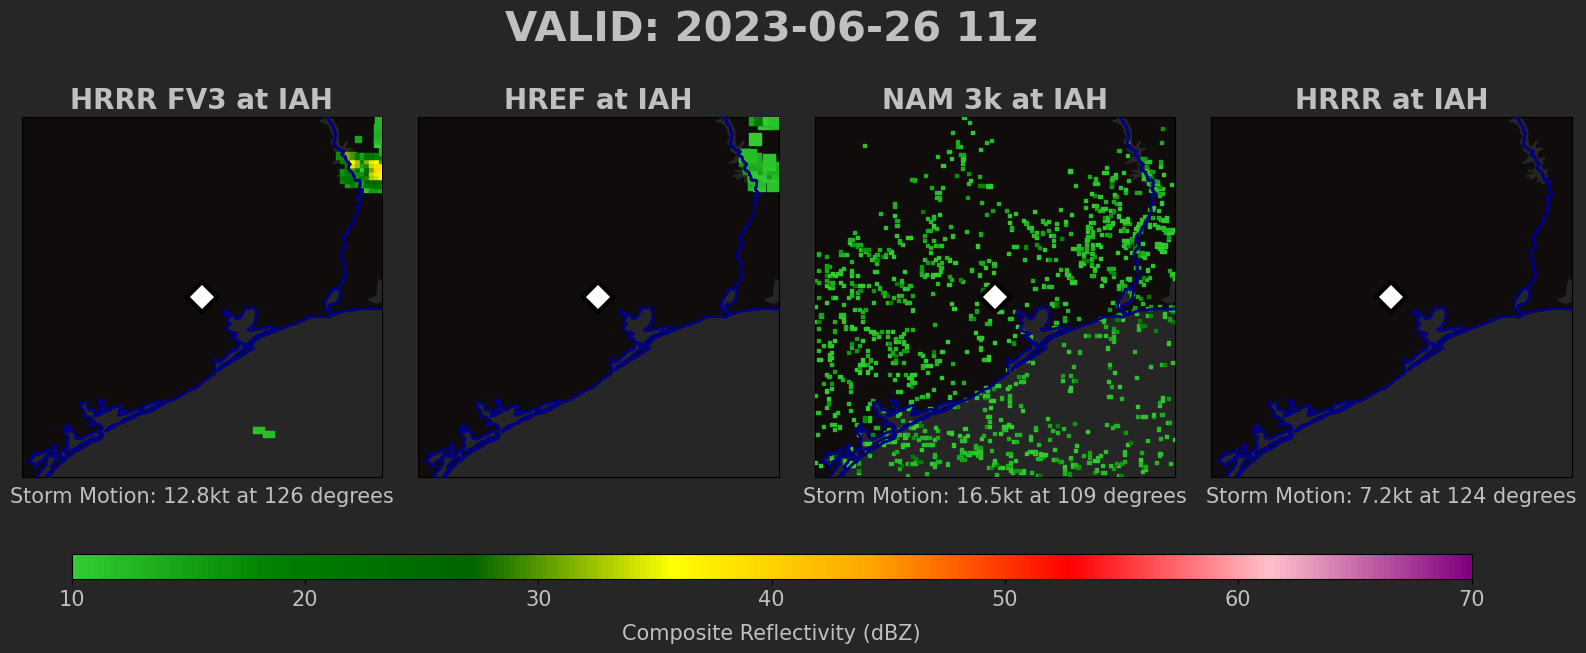 VALID: 2023-06-26 11z
HRRR FV3 at IAH
HREF at IAH
NAM 3k at IAH
HRRR at IAH
Storm Motion: 12.8kt at 126 degrees
Storm Motion: 16.5kt at 109 degrees
Storm Motion: 7.2kt at 124 degrees
10 20 30 40 50 60 70
Composite Reflectivity (dBZ)